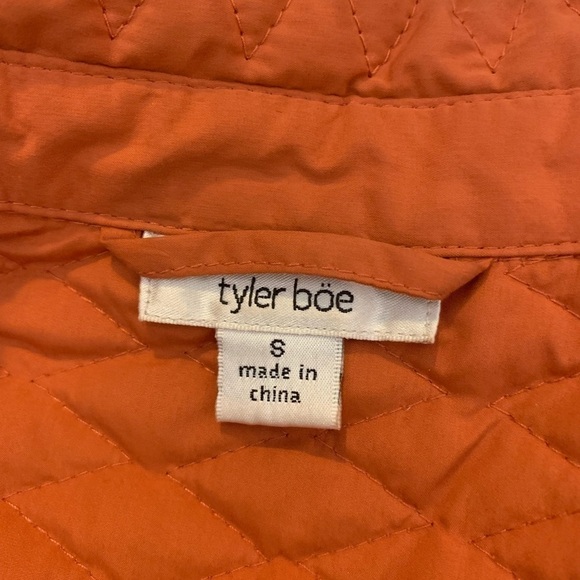 tyler böe
S
made in
china